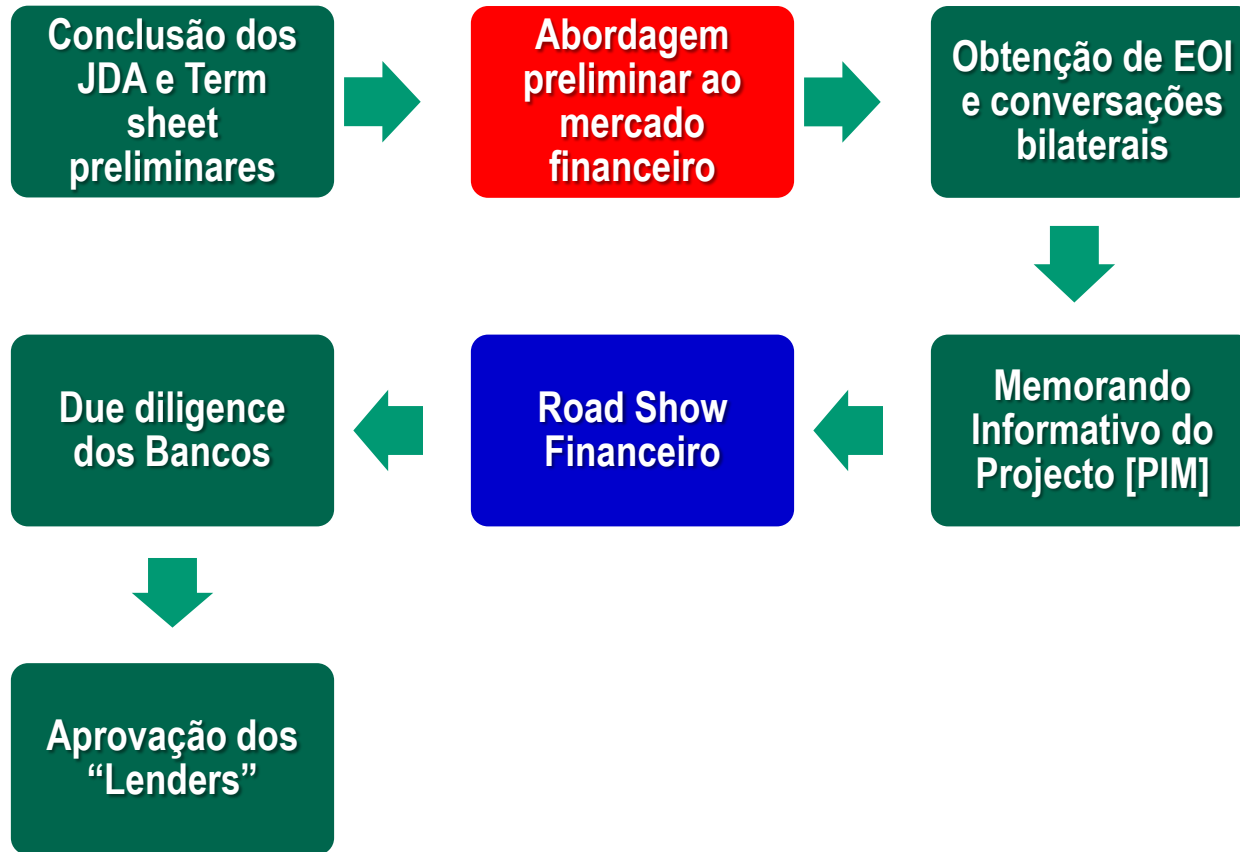 Conclusão dos
JDA e Term
sheet
preliminares
Abordagem
preliminar ao
mercado
financeiro
Obtenção de EOI
e conversações
bilaterais
Memorando
Informativo do
Projecto [PIM]
Road Show
Financeiro
Due diligence
dos Bancos
Aprovação dos
“Lenders”